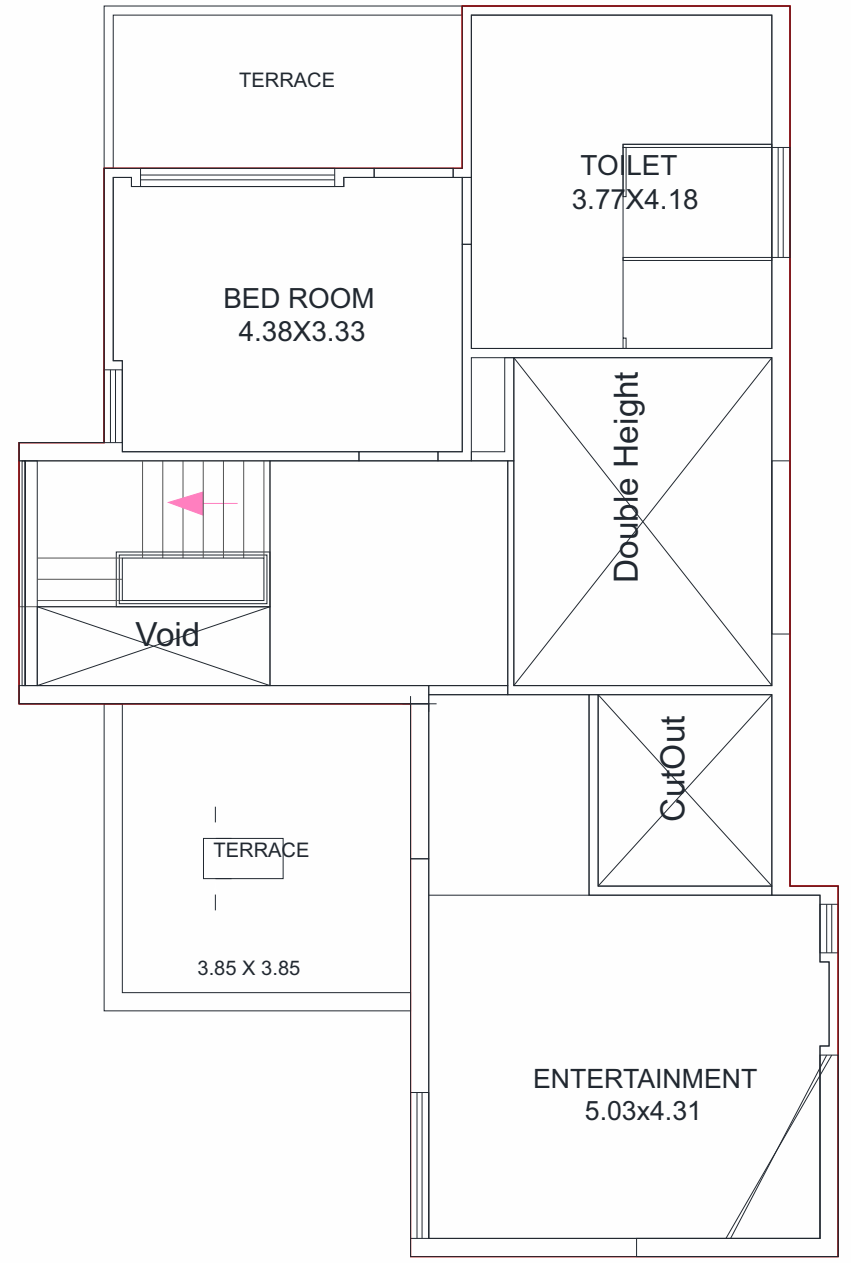 TERRACE
TOILET
3.77X4.18
BED ROOM
4.38X3.33
Double Height
Void
CutOut
TERRACE
3.85 X 3.85
ENTERTAINMENT
5.03x4.31